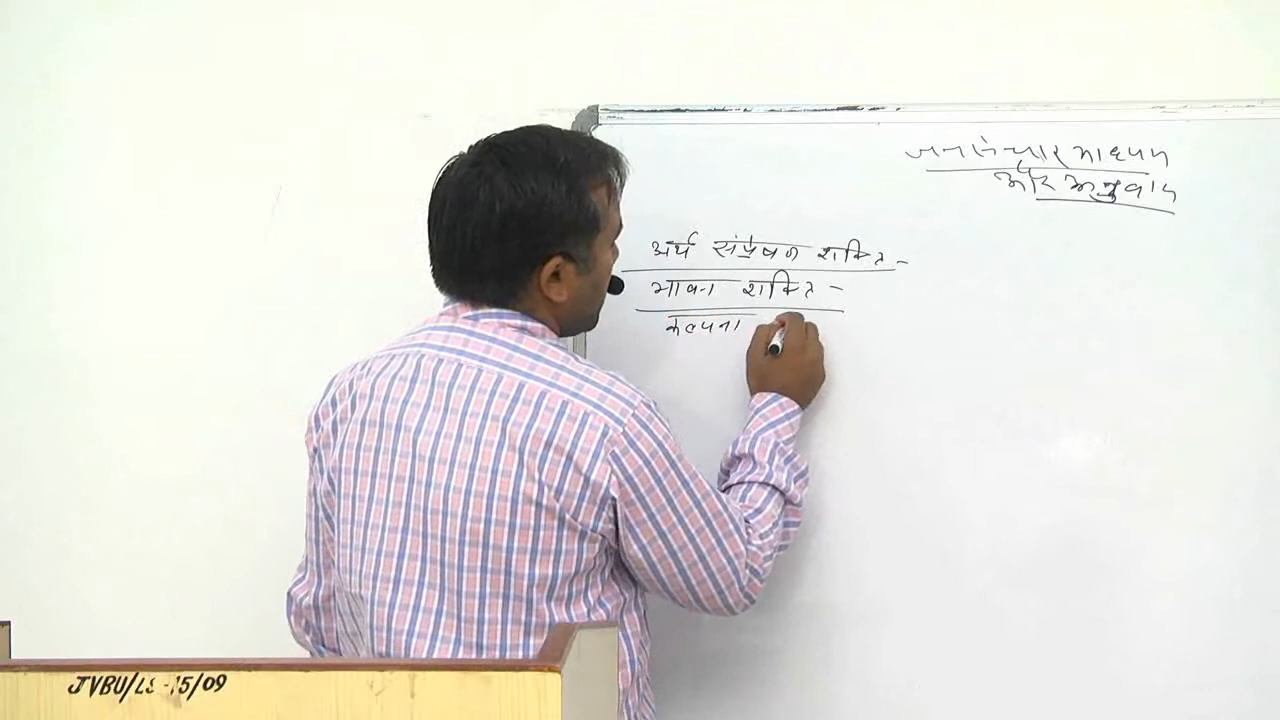 जनसंचार माध्यम
और अनुवाद
अर्थ संप्रेषण शक्ति -
भावना शक्ति -
कल्पना
JVBU/LS-15/09